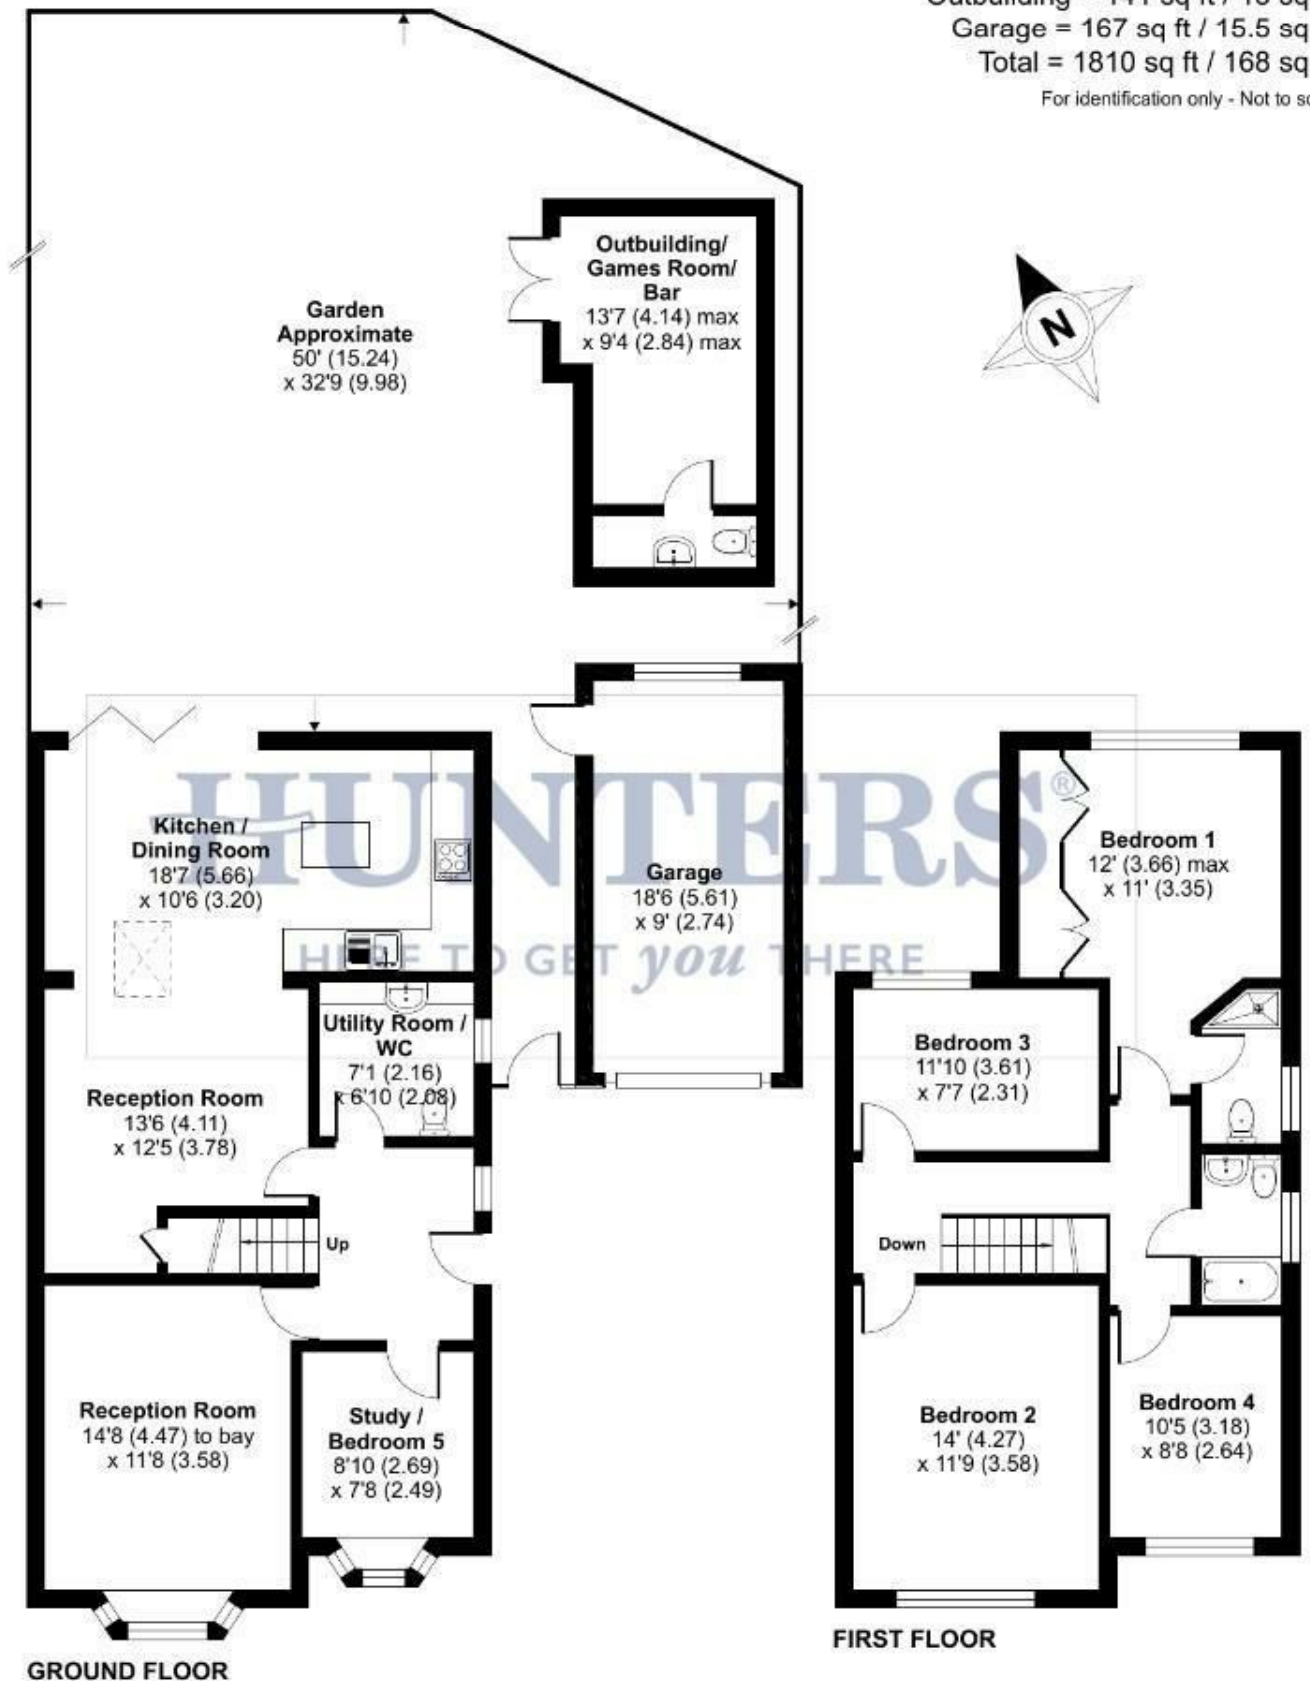 Garage = 167 sq ft / 15.5 sq
Total = 1810 sq ft / 168 sq
For identification only - Not to
Outbuilding/
Games Room/
Bar
13'7 (4.14) max
x 9'4 (2.84) max
Garden
Approximate
50' (15.24)
x 32'9 (9.98)
N
HUNTERS®
HERE TO GET you THERE
Kitchen /
Dining Room
18'7 (5.66)
x 10'6 (3.20)
Garage
18'6 (5.61)
x 9' (2.74)
Bedroom 1
12' (3.66) max
x 11' (3.35)
Utility Room /
WC
7'1 (2.16)
x 6'10 (2.08)
Bedroom 3
11'10 (3.61)
x 7'7 (2.31)
Reception Room
13'6 (4.11)
x 12'5 (3.78)
Up
Down
Reception Room
14'8 (4.47) to bay
x 11'8 (3.58)
Study /
Bedroom 5
8'10 (2.69)
x 7'8 (2.49)
Bedroom 2
14' (4.27)
x 11'9 (3.58)
Bedroom 4
10'5 (3.18)
x 8'8 (2.64)
GROUND FLOOR
FIRST FLOOR